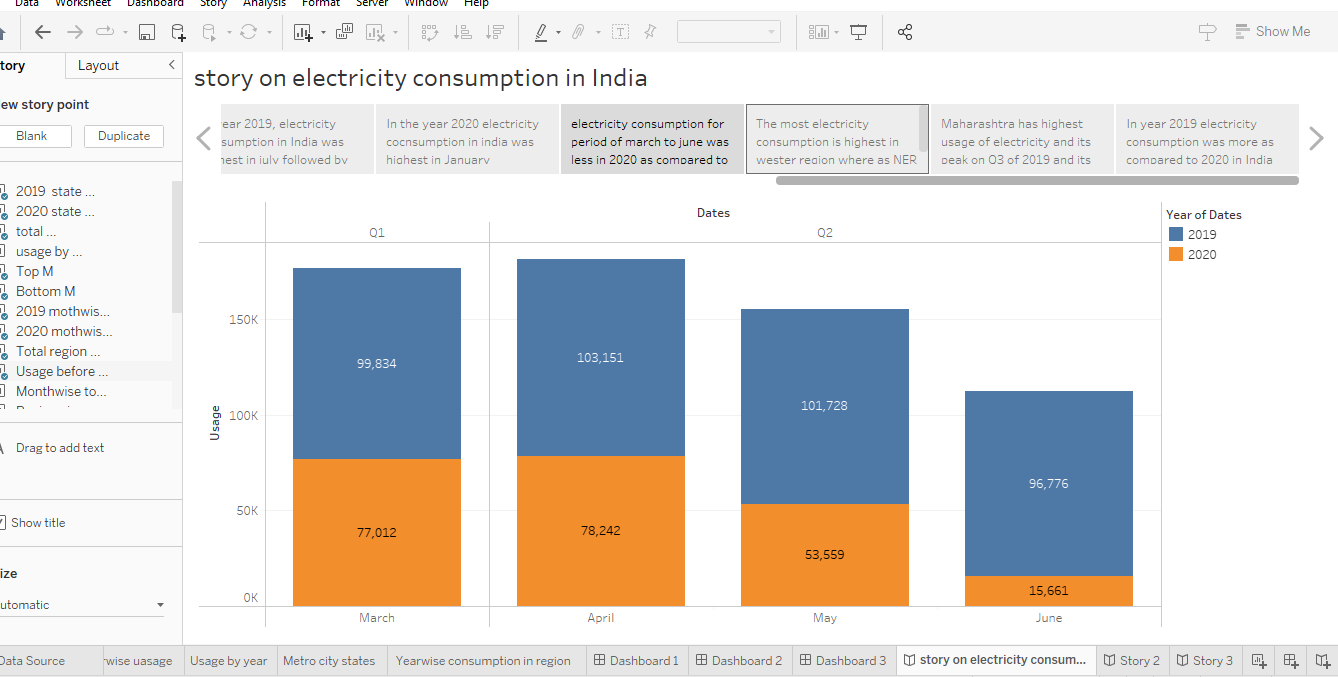 Data Worksheet Dashboard Story Analysis Format Server Window Help
Show Me
tory Layout
story on electricity consumption in India
ew story point
Blank Duplicate
ear 2019, electricity
sumption in India was
hest in july followed by
In the year 2020 electricity
cocnsumption in india was
highest in January
electricity consumption for
period of march to june was
less in 2020 as compared to
The most electricity
consumption is highest in
wester region where as NER
Maharashtra has highest
usage of electricity and its
peak on Q3 of 2019 and its
In year 2019 electricity
consumption was more as
compared to 2020 in India
2019 state ...
2020 state ...
total ...
usage by ...
Top M
Bottom M
2019 mothwis...
2020 mothwis...
Total region ...
Usage before ...
Monthwise to...
Drag to add text
Show title
ize
utomatic
Dates
Q1 Q2
Usage
150K
100K
50K
0K
99,834
77,012
103,151
78,242
101,728
53,559
96,776
15,661
March April May June
Year of Dates
2019
2020
Data Source wise uasage Usage by year Metro city states Yearwise consumption in region Dashboard 1 Dashboard 2 Dashboard 3 story on electricity consum... Story 2 Story 3